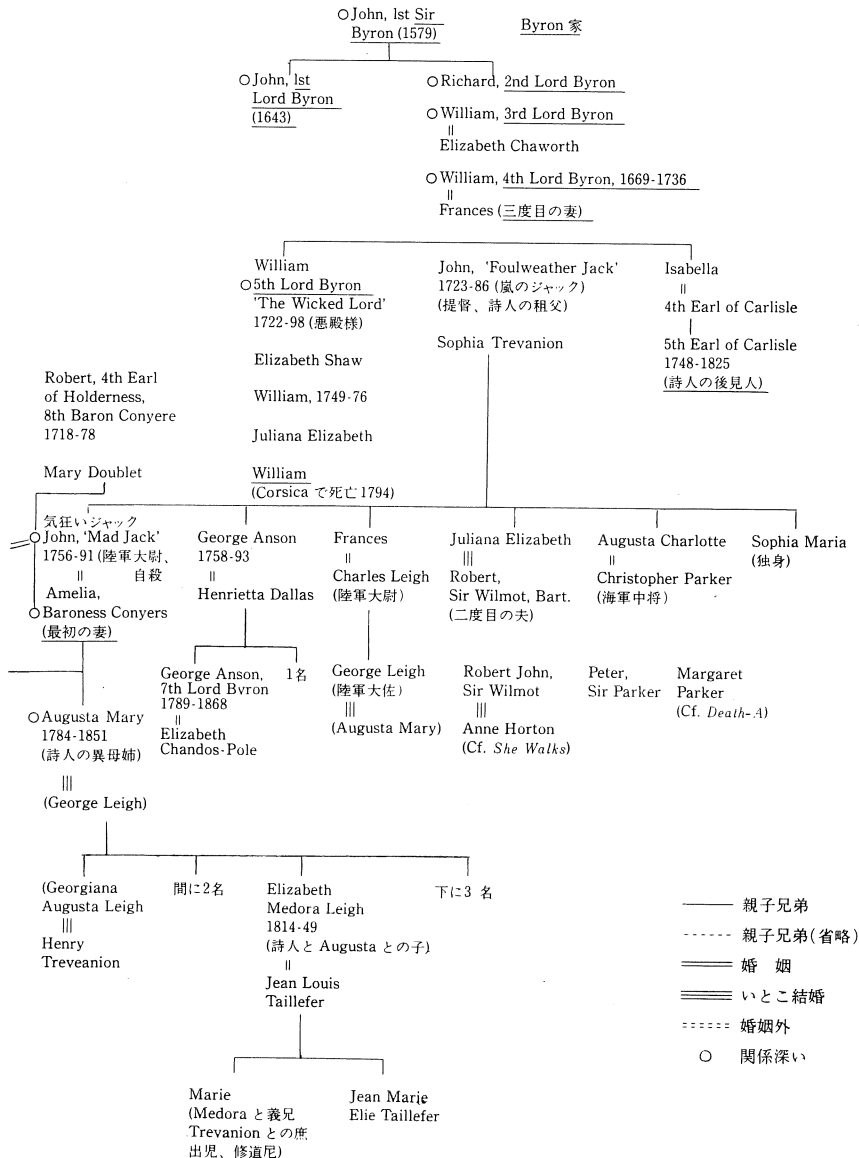 ○John, 1st Sir
Byron (1579)
Byron 家
○John, 1st
Lord Byron
(1643)
○Richard, 2nd Lord Byron
○William, 3rd Lord Byron
Elizabeth Chaworth
○William, 4th Lord Byron, 1669-1736
Frances (三度目の妻)
William
○5th Lord Byron
'The Wicked Lord'
1722-98 (悪殿様)
Elizabeth Shaw
William, 1749-76
Juliana Elizabeth
William
(Corsica で死亡 1794)
John, 'Foulweather Jack'
1723-86 (嵐のジャック)
(提督、詩人の祖父)
Sophia Trevanion
Isabella
4th Earl of Carlisle
5th Earl of Carlisle
1748-1825
(詩人の後見人)
Robert, 4th Earl
of Holderness,
8th Baron Conyere
1718-78
Mary Doublet
気狂いジャック
○John, 'Mad Jack'
1756-91 (陸軍大尉、
自殺
Amelia,
○Baroness Conyers
(最初の妻)
George Anson
1758-93
Henrietta Dallas
Frances
Charles Leigh
(陸軍大尉)
Juliana Elizabeth
Robert,
Sir Wilmot, Bart.
(二度目の夫)
Augusta Charlotte
Christopher Parker
(海軍中将)
Sophia Maria
(独身)
○Augusta Mary
1784-1851
(詩人の異母姉)
(George Leigh)
George Anson,
7th Lord Byron
1789-1868
Elizabeth
Chandos-Pole
1名
George Leigh
(陸軍大佐)
(Augusta Mary)
Robert John,
Sir Wilmot
Anne Horton
(Cf. She Walks)
Peter,
Sir Parker
Margaret
Parker
(Cf. Death-A)
(Georgiana
Augusta Leigh
Henry
Treveanion
間に2名
Elizabeth
Medora Leigh
1814-49
(詩人と Augusta との子)
Jean Louis
Taillefer
下に3 名
Marie
(Medora と義兄
Trevanion との庶
出児、修道尼)
Jean Marie
Elie Taillefer
親子兄弟
親子兄弟(省略)
婚 姻
いとこ結婚
婚姻外
○ 関係深い